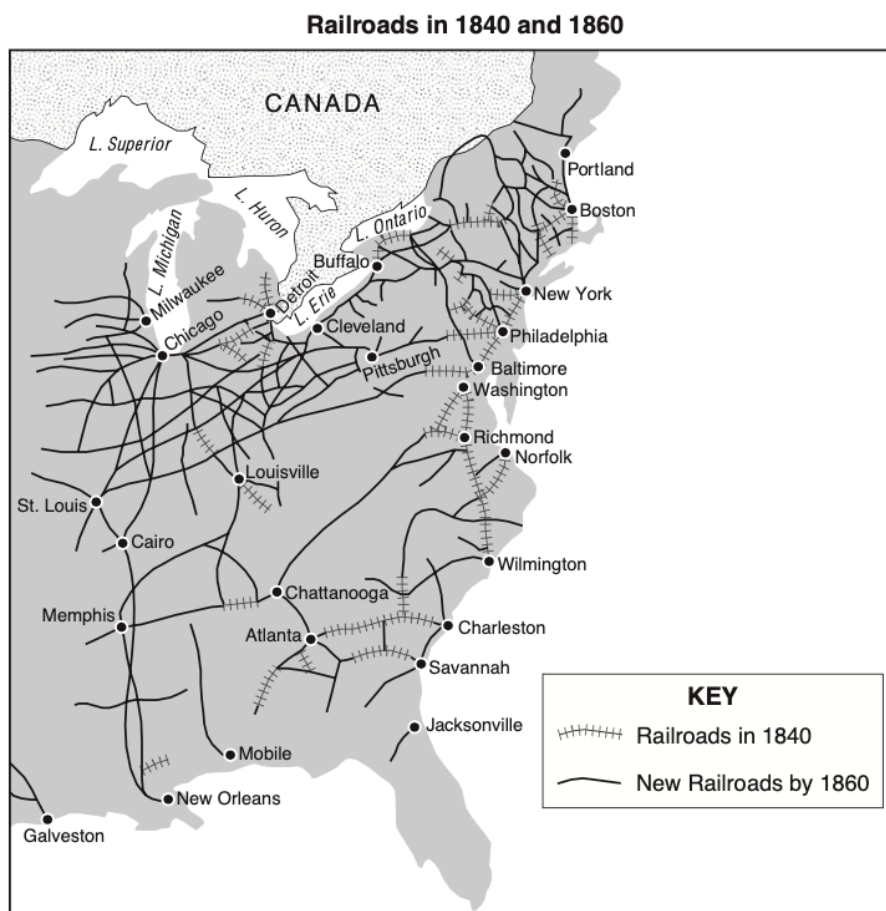 Railroads in 1840 and 1860
CANADA
L. Superior
L. Huron
L. Michigan
L. Ontario
L. Erie
Portland
Boston
Buffalo
Milwaukee
Detroit
New York
Chicago
Cleveland
Philadelphia
Pittsburgh
Baltimore
Washington
Richmond
Norfolk
Louisville
St. Louis
Cairo
Wilmington
Chattanooga
Memphis
Atlanta
Charleston
Savannah
Jacksonville
Mobile
New Orleans
Galveston
KEY
Railroads in 1840
New Railroads by 1860